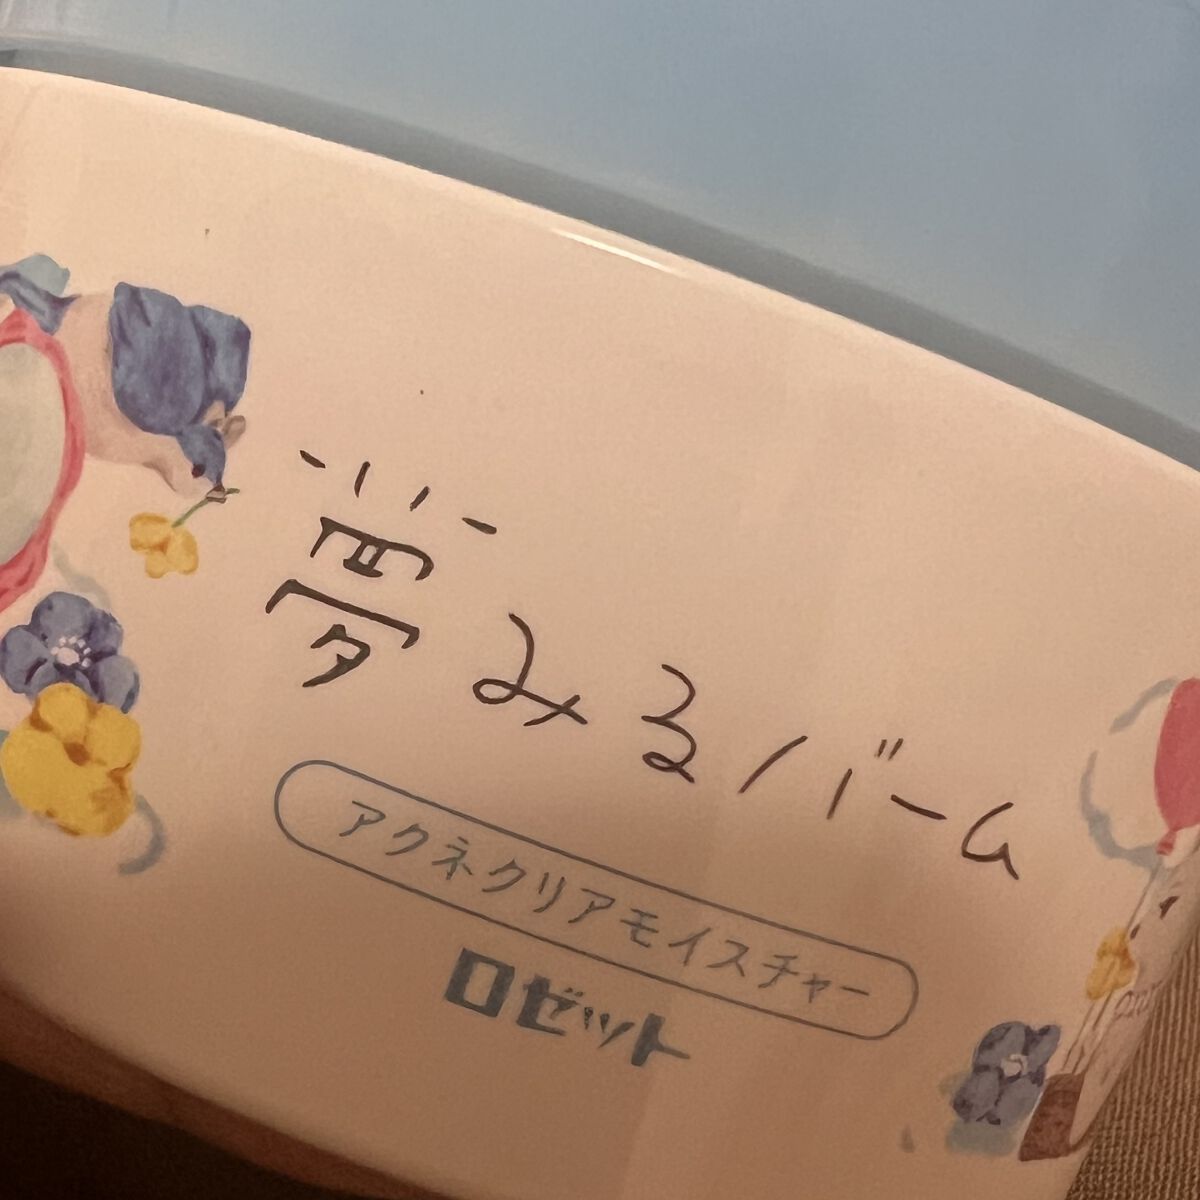 夢みるバーム
アクネクリアモイスチャー
ロゼット